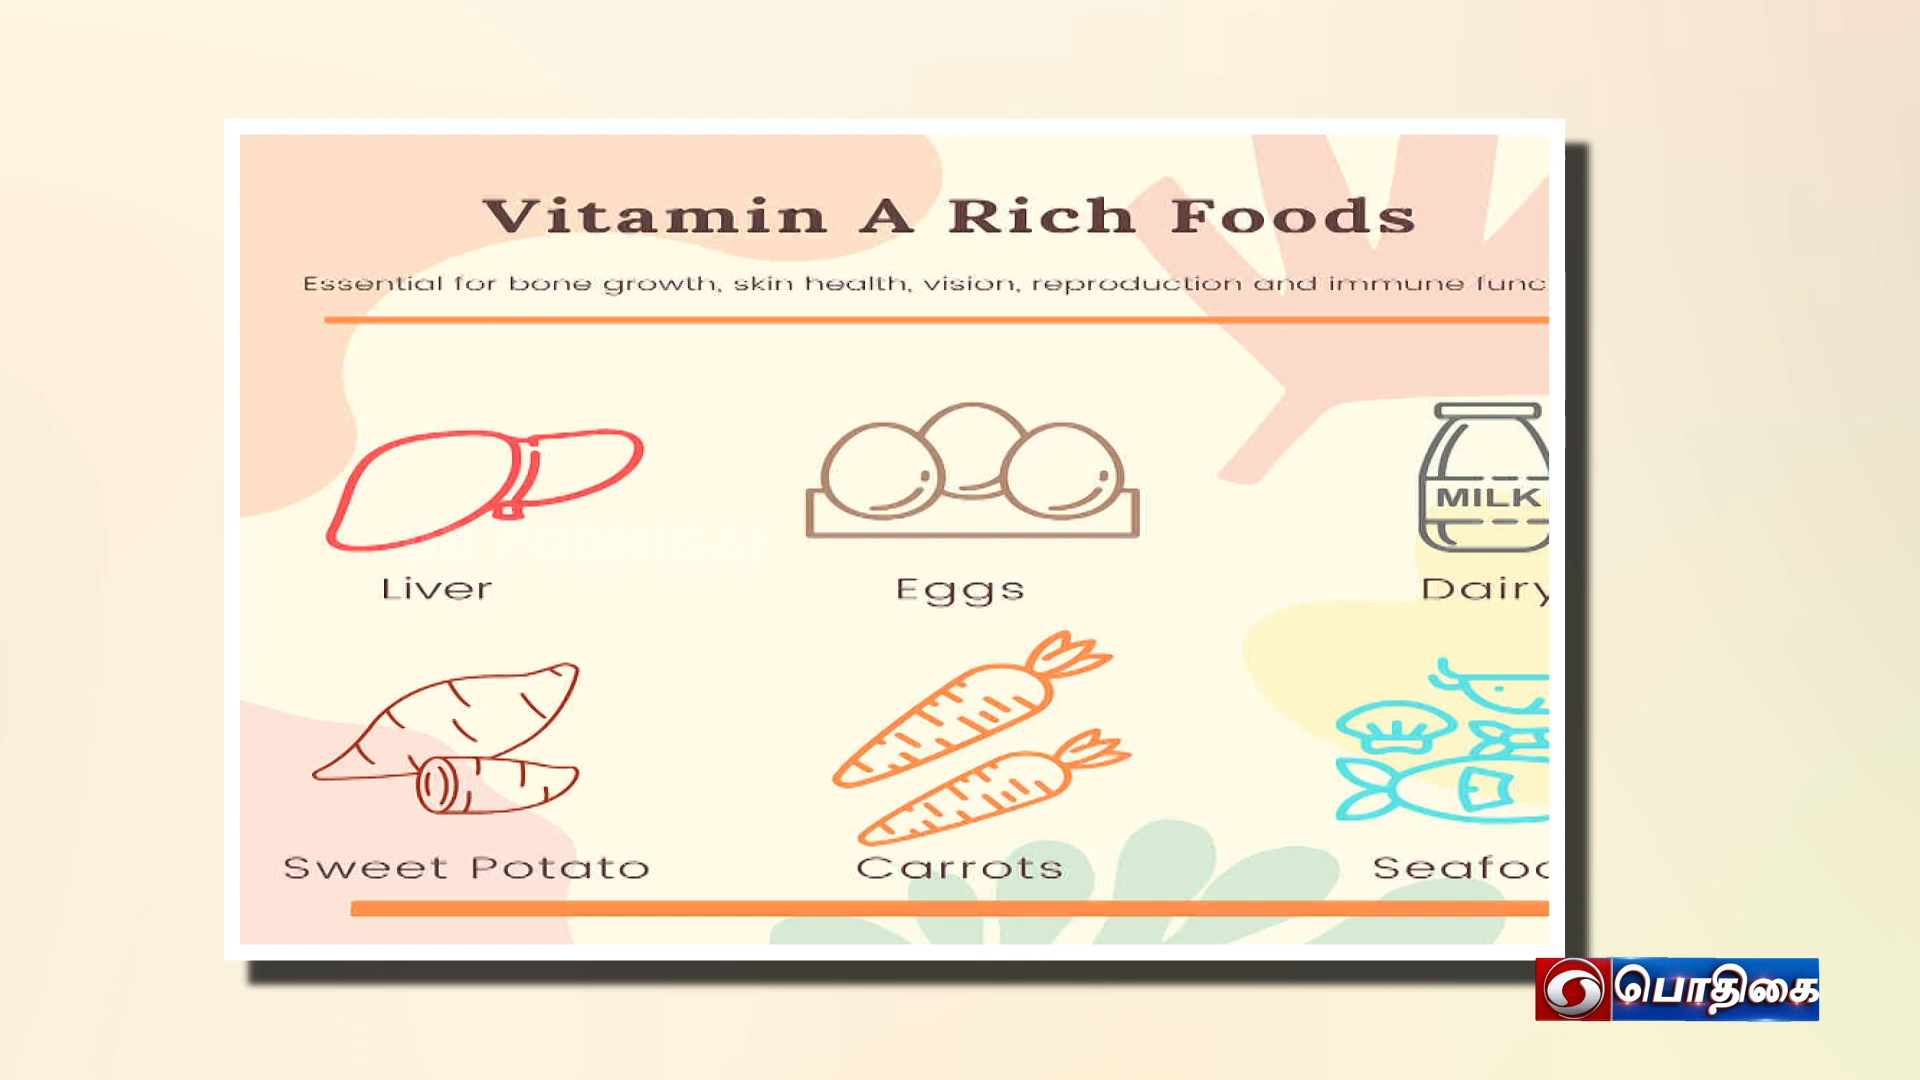 Vitamin A Rich Foods
Essential for bone growth, skin health, vision, reproduction and immune func
MILK
Liver
Eggs
Dairy
Sweet Potato
Carrots
Seafoo
பொதிகை